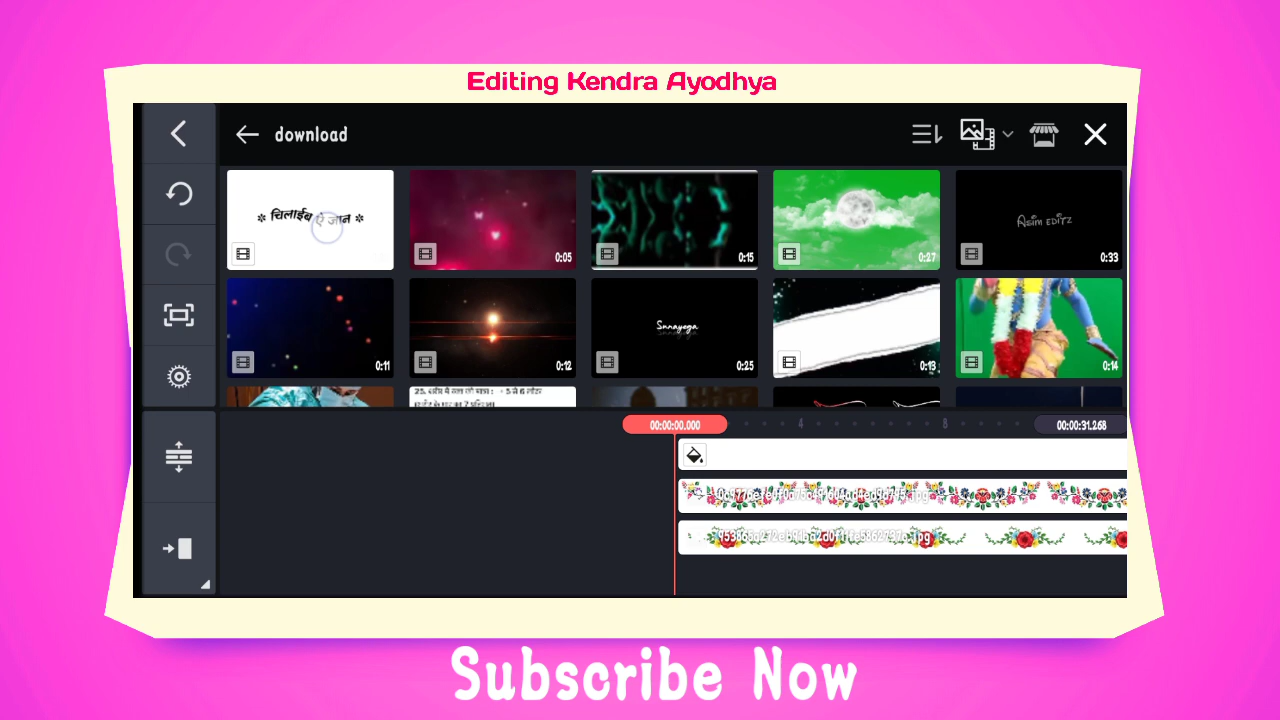 Editing Kendra Ayodhya
download
❇ चिलाईब ऐ जान ❇
0:05
0:15
0:27
Asim EDITZ
0:33
0:11
0:12
0:25
0:13
0:14
00:00:00.000
4
8
00:00:31.268
Subscribe Now